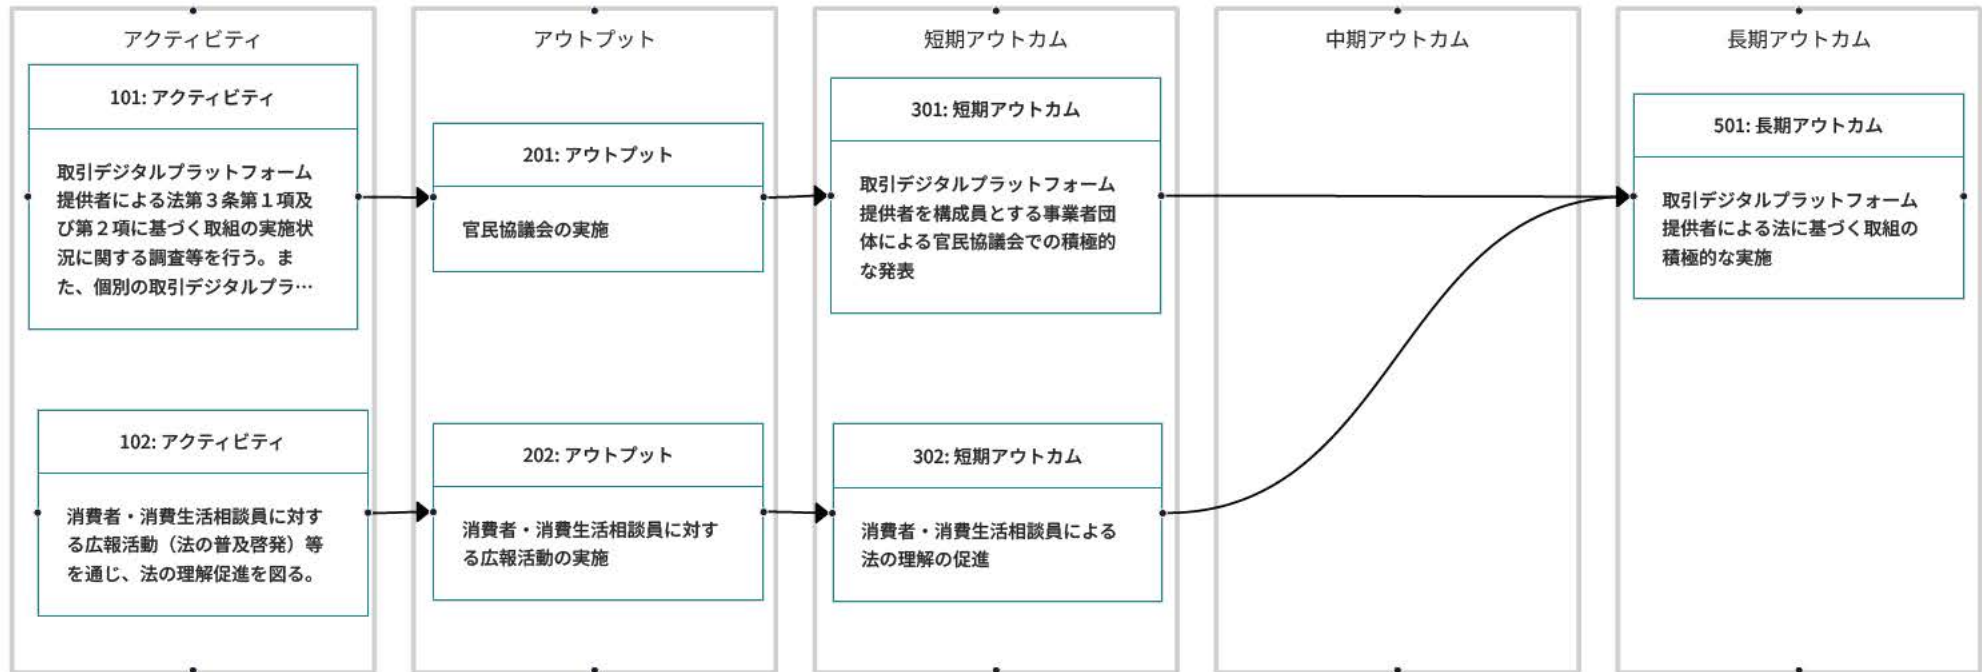 アクティビティ
101: アクティビティ
取引デジタルプラットフォーム
提供者による法第３条第１項及
び第２項に基づく取組の実施状
況に関する調査等を行う。ま
た、個別の取引デジタルプラ…
102: アクティビティ
消費者・消費生活相談員に対す
る広報活動（法の普及啓発）等
を通じ、法の理解促進を図る。
アウトプット
201: アウトプット
官民協議会の実施
202: アウトプット
消費者・消費生活相談員に対す
る広報活動の実施
短期アウトカム
301: 短期アウトカム
取引デジタルプラットフォーム
提供者を構成員とする事業者団
体による官民協議会での積極的
な発表
302: 短期アウトカム
消費者・消費生活相談員による
法の理解の促進
中期アウトカム
長期アウトカム
501: 長期アウトカム
取引デジタルプラットフォーム
提供者による法に基づく取組の
積極的な実施